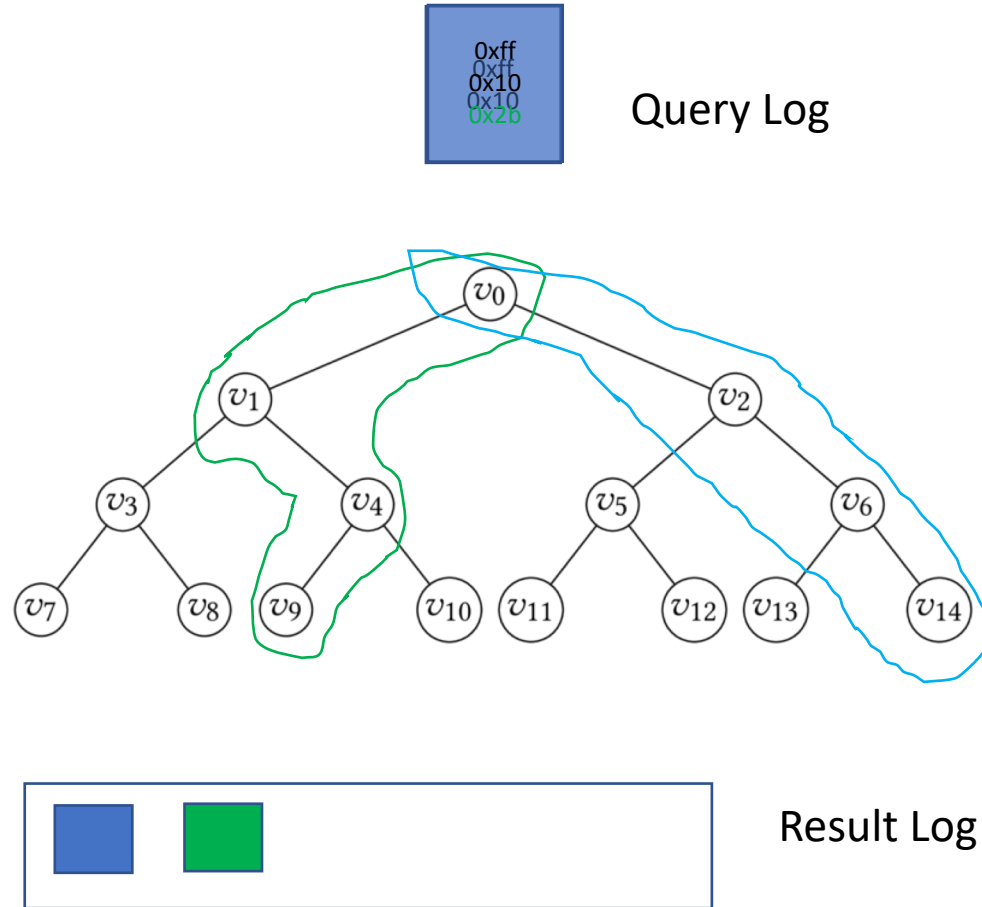 0xff
0xff
0x10
0x10
0x2b
Query Log
v0
v1
v2
v3
v4
v5
v6
v7
v8
v9
v10
v11
v12
v13
v14
Result Log